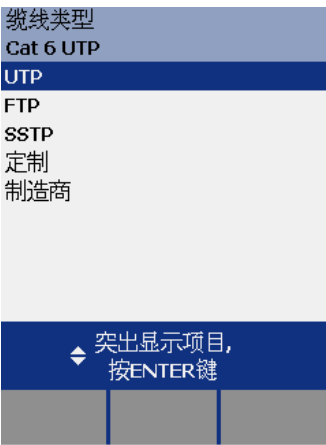 缆线类型
Cat 6 UTP
UTP
FTP
SSTP
定制
制造商
突出显示项目,
按ENTER键